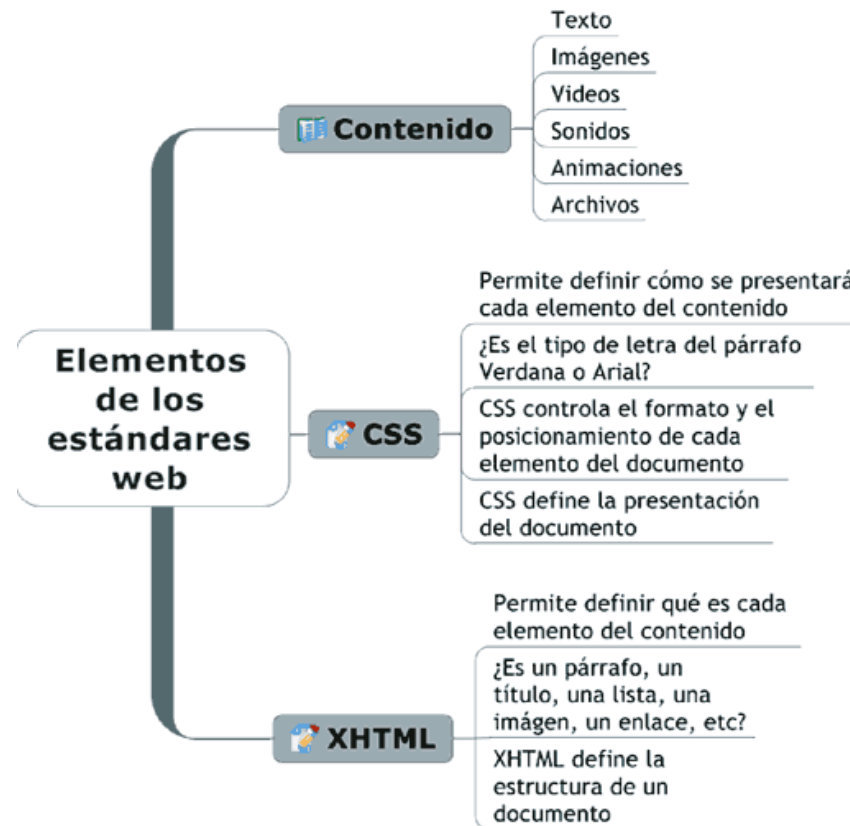 Elementos
de los
estándares
web
Contenido
Texto
Imágenes
Videos
Sonidos
Animaciones
Archivos
CSS
Permite definir cómo se presentará
cada elemento del contenido
¿Es el tipo de letra del párrafo
Verdana o Arial?
CSS controla el formato y el
posicionamiento de cada
elemento del documento
CSS define la presentación
del documento
XHTML
Permite definir qué es cada
elemento del contenido
¿Es un párrafo, un
título, una lista, una
imágen, un enlace, etc?
XHTML define la
estructura de un
documento